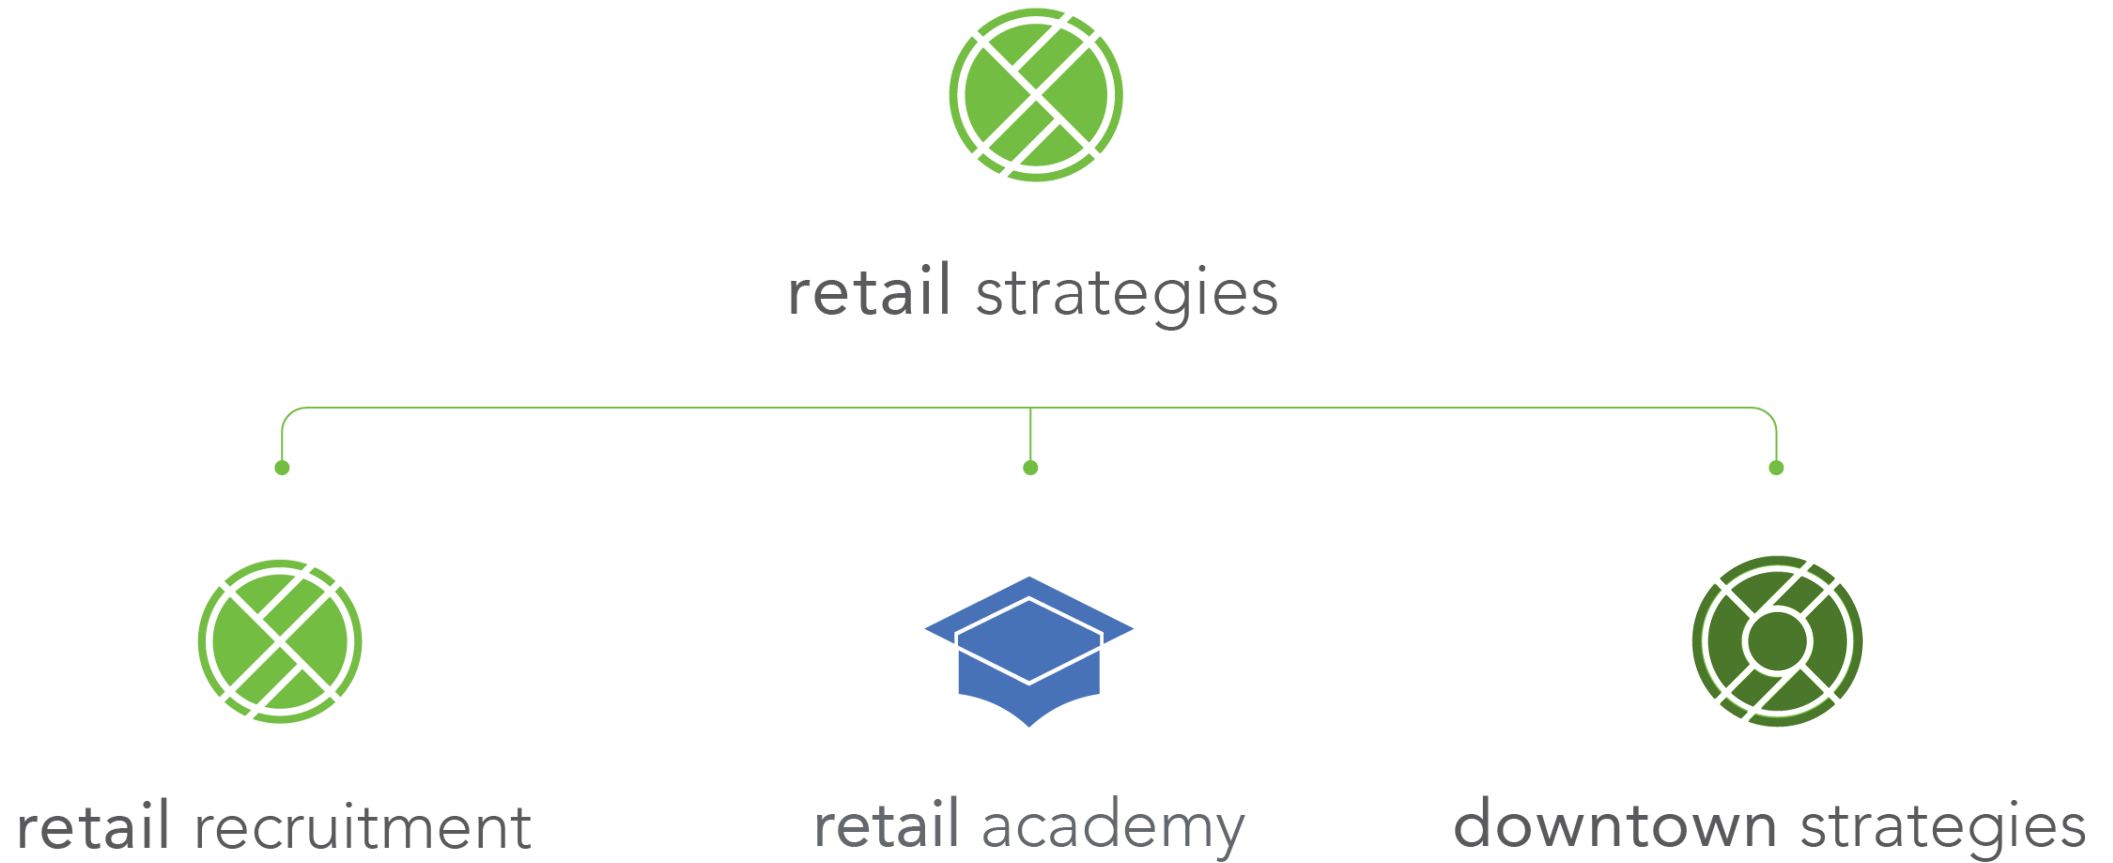 retail strategies
retail recruitment
retail academy
downtown strategies